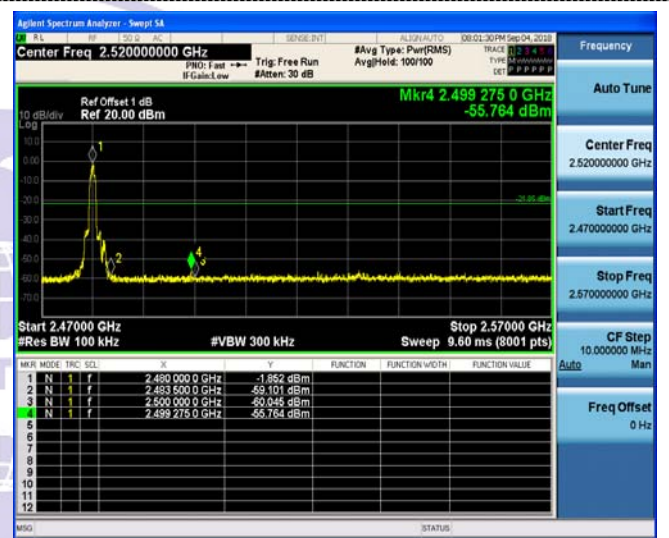 Agilent Spectrum Analyzer - Swept SA
RL RF 50 Ω AC SENSE:INT ALIGN AUTO 08:01:30 PM Sep 04, 2018
Center Freq 2.520000000 GHz #Avg Type: Pwr(RMS) TRACE 1 2 3 4 5 6
PNO: Fast Trig: Free Run Avg|Hold: 100/100 TYPE
IFGain:Low #Atten: 30 dB DET P P P P P P
Mkr4 2.499 275 0 GHz
-55.764 dBm
Ref Offset 1 dB
10 dB/div Ref 20.00 dBm
Log
10.0
0.00
-10.0
-20.0
-30.0
-40.0
-50.0
-60.0
-70.0
1
2
4
3
Start 2.47000 GHz Stop 2.57000 GHz
#Res BW 100 kHz #VBW 300 kHz Sweep 9.60 ms (8001 pts)
MKR MODE TRC SCL X Y FUNCTION FUNCTION WIDTH FUNCTION VALUE
1 N 1 f 2.480 000 0 GHz -1.852 dBm
2 N 1 f 2.483 500 0 GHz -59.101 dBm
3 N 1 f 2.500 000 0 GHz -60.045 dBm
4 N 1 f 2.499 275 0 GHz -55.764 dBm
5
6
7
8
9
10
11
12
MSG STATUS
Frequency
Auto Tune
Center Freq
2.520000000 GHz
Start Freq
2.470000000 GHz
Stop Freq
2.570000000 GHz
CF Step
10.000000 MHz
Auto Man
Freq Offset
0 Hz